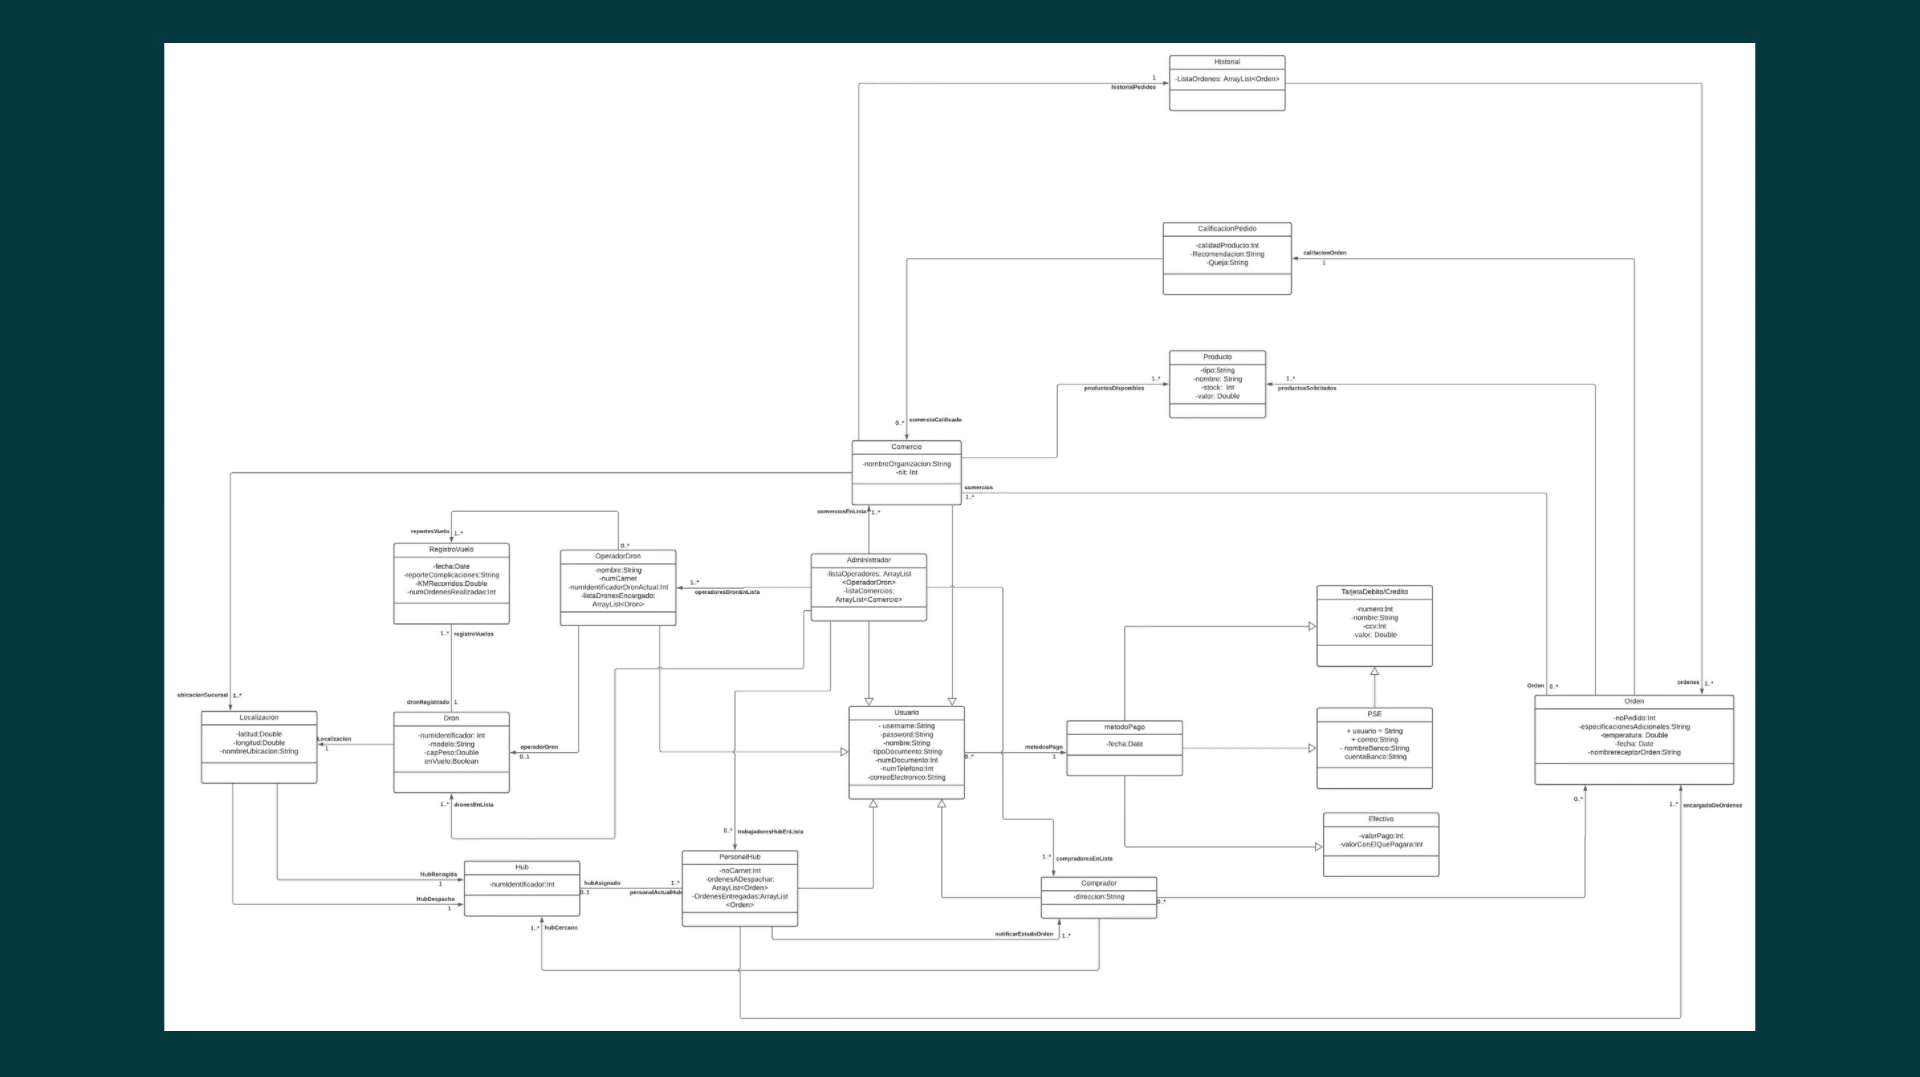 Historial
-ListaOrdenes: ArrayList<Orden>
1
historialPedidos
CalificacionPedido
-calidadProducto:Int
-Recomendacion:String
-Queja:String
califacionOrden
1
Producto
-tipo:String
-nombre: String
-stock: Int
-valor: Double
1..*
productosDisponibles
1..*
productosSolicitados
comercioCalificado
0..*
Comercio
-nombreOrganizacion:String
-nit: Int
comercios
1..*
comerciosEnLista
1..*
reportesVuelo
1..*
RegistroVuelo
-fecha:Date
-reporteComplicaciones:String
-KMRecorridos:Double
-numOrdenesRealizadas:Int
0..*
OperadorDron
-nombre:String
-numCarnet
-numIdentificadorDronActual:Int
-listaDronesEncargado:
ArrayList<Dron>
1..*
operadoresDronEnLista
Administrador
-listaOperadores: ArrayList
<OperadorDron>
-listaComercios:
ArrayList<Comercio>
TarjetaDebito/Credito
-numero:Int
-nombre:String
-ccv:Int
-valor: Double
1..*
registroVuelos
dronRegistrado
1
ubicacionSucursal
1..*
Localizacion
-latitud:Double
-longitud:Double
-nombreUbicacion:String
Localizacion
1
Dron
-numIdentificador: Int
-modelo:String
-capPeso:Double
enVuelo:Boolean
operadorDron
0..1
1..*
dronesEnLista
Usuario
- username:String
-password:String
-nombre:String
-tipoDocumento:String
-numDocumento:Int
-numTelefono:Int
-correoElectronico:String
0..*
metodosPago
1
metodoPago
-fecha:Date
PSE
+ usuario = String
+ correo:String
- nombreBanco:String
cuentaBanco:String
Orden
0..*
ordenes
1..*
Orden
-noPedido:Int
-especificacionesAdicionales:String
-temperatura: Double
-fecha: Date
-nombrereceptorOrden:String
0..*
1..*
encargadoDeOrdenes
Efectivo
-valorPago:Int
-valorConElQuePagara:Int
0..*
trabajadoresHubEnLista
HubRecogida
1
HubDespacho
1
Hub
-numIdentificador:Int
hubAsignado
0..1
1..*
personalActualHub
PersonalHub
-noCarnet:Int
-ordenesADespachar:
ArrayList<Orden>
-OrdenesEntregadas:ArrayList
<Orden>
1..*
compradoresEnLista
Comprador
-direccion:String
0..*
1..*
hubCercano
notificarEstadoOrden
1..*